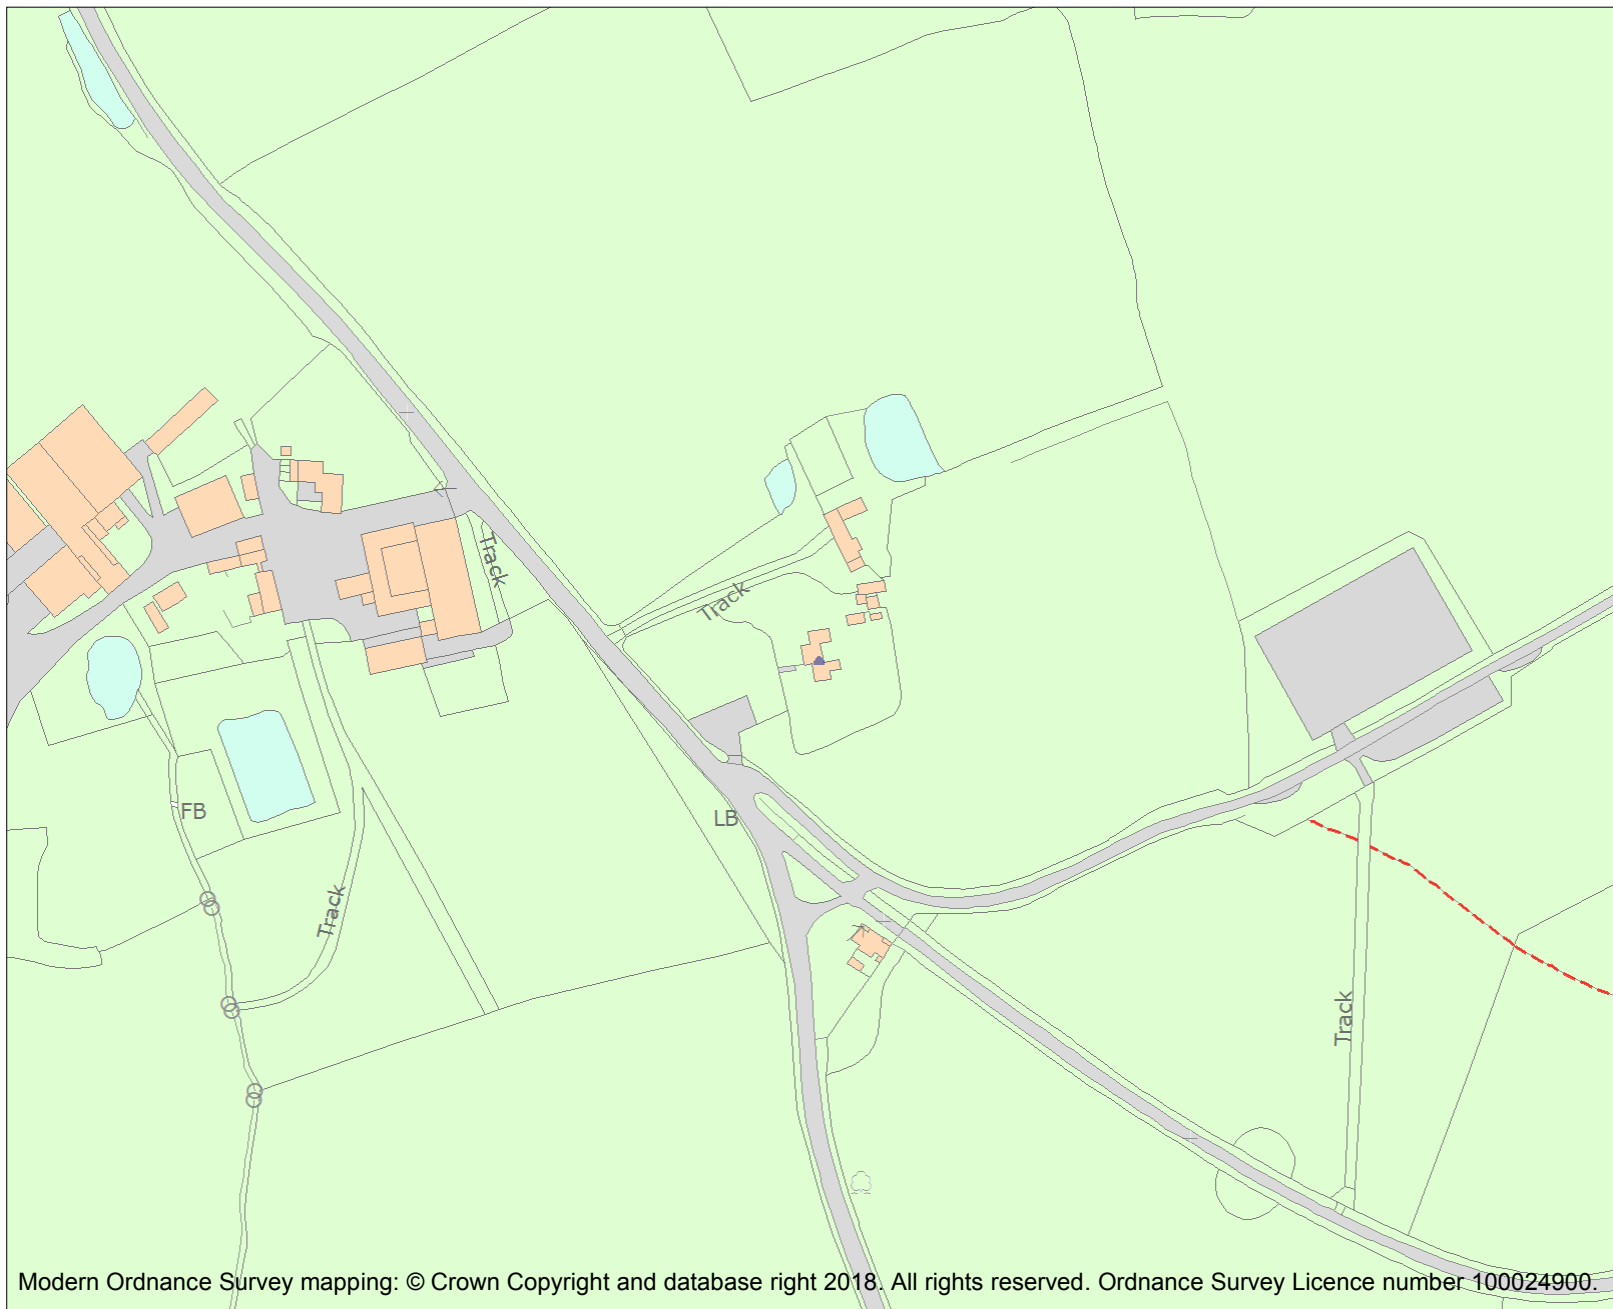 Track
Track
FB
LB
Track
Track
Modern Ordnance Survey mapping: © Crown Copyright and database right 2018. All rights reserved. Ordnance Survey Licence number 100024900.